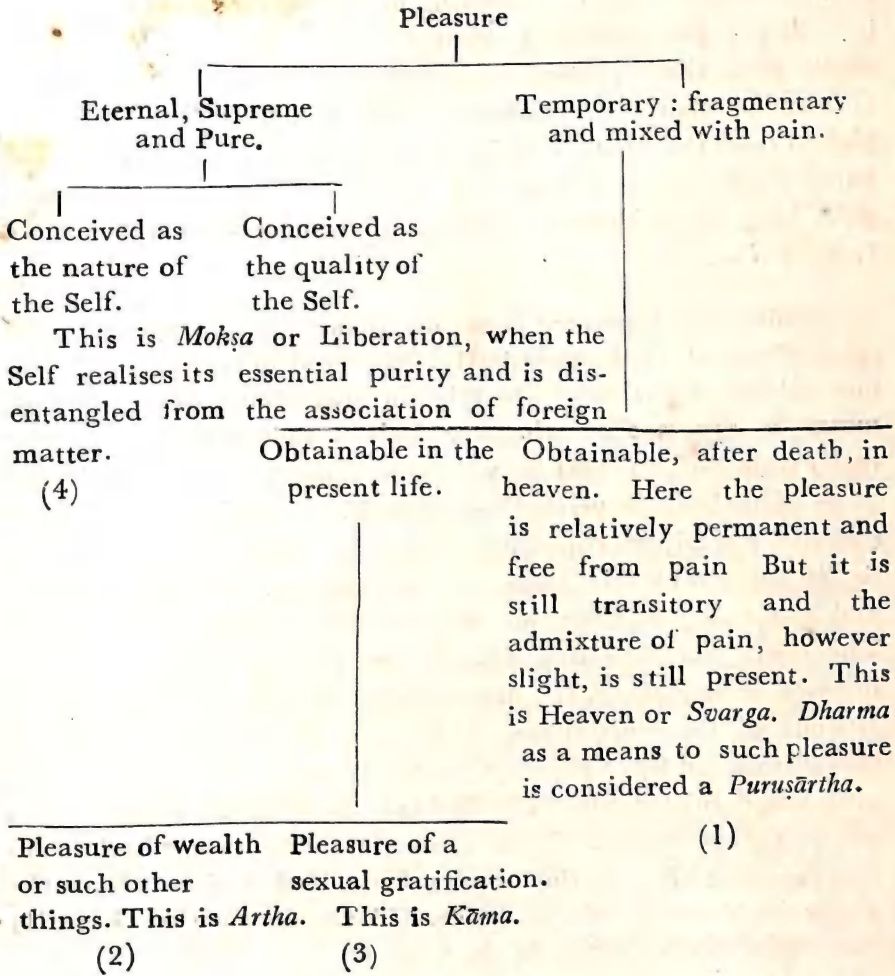 Pleasure
Eternal, Supreme
and Pure.
Temporary : fragmentary
and mixed with pain.
Conceived as
the nature of
the Self.
Conceived as
the quality of
the Self.
This is Mokṣa or Liberation, when the
Self realises its essential purity and is dis-
entangled from the association of foreign
matter.
(4)
Obtainable in the
present life.
Obtainable, after death, in
heaven. Here the pleasure
is relatively permanent and
free from pain But it is
still transitory and the
admixture of pain, however
slight, is still present. This
is Heaven or Svarga. Dharma
as a means to such pleasure
is considered a Puruṣārtha.
(1)
Pleasure of wealth
or such other
things. This is Artha.
(2)
Pleasure of a
sexual gratification.
This is Kāma.
(3)